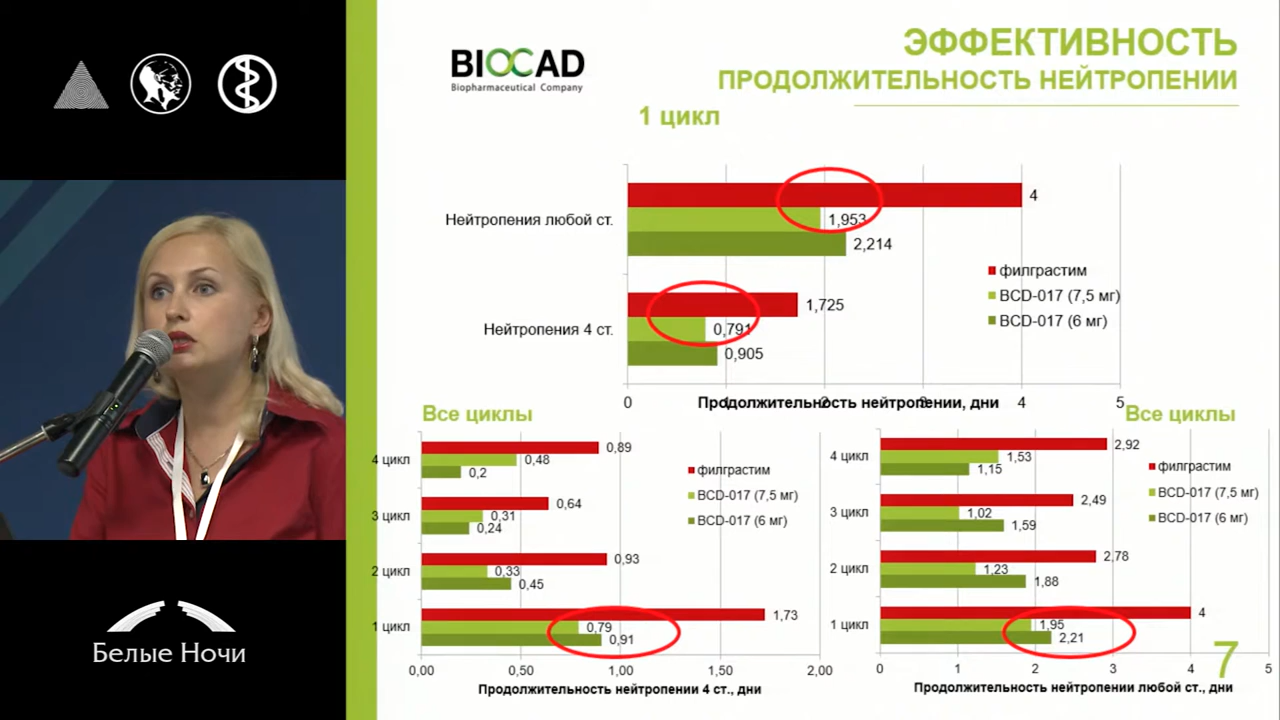 BIOCAD
Biopharmaceutical Company
ЭФФЕКТИВНОСТЬ
ПРОДОЛЖИТЕЛЬНОСТЬ НЕЙТРОПЕНИИ
1 цикл
Нейтропения любой ст.
4
1,953
2,214
Нейтропения 4 ст.
1,725
0,791
0,905
филграстим
BCD-017 (7,5 мг)
BCD-017 (6 мг)
0 1 2 3 4 5
Продолжительность нейтропении, дни
Все циклы
4 цикл
0,89
0,48
0,2
3 цикл
0,64
0,31
0,24
2 цикл
0,93
0,33
0,45
1 цикл
1,73
0,79
0,91
филграстим
BCD-017 (7,5 мг)
BCD-017 (6 мг)
0,00 0,50 1,00 1,50 2,00
Продолжительность нейтропении 4 ст., дни
Все циклы
4 цикл
2,92
1,53
1,15
3 цикл
2,49
1,02
1,59
2 цикл
2,78
1,23
1,88
1 цикл
4
1,95
2,21
филграстим
BCD-017 (7,5 мг)
BCD-017 (6 мг)
0 1 2 3 4 5
Продолжительность нейтропении любой ст., дни
7
Белые Ночи